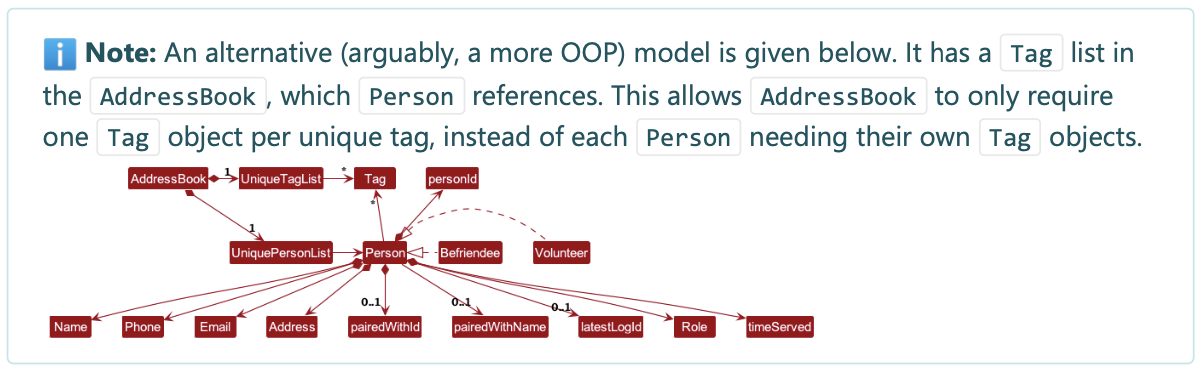 Note: An alternative (arguably, a more OOP) model is given below. It has a Tag list in
the AddressBook, which Person references. This allows AddressBook to only require
one Tag object per unique tag, instead of each Person needing their own Tag objects.
AddressBook 1 UniqueTagList * Tag personId
*
1
UniquePersonList Person Befriendee Volunteer
0..1 0..1 0..1
Name Phone Email Address pairedWithId pairedWithName latestLogId Role timeServed